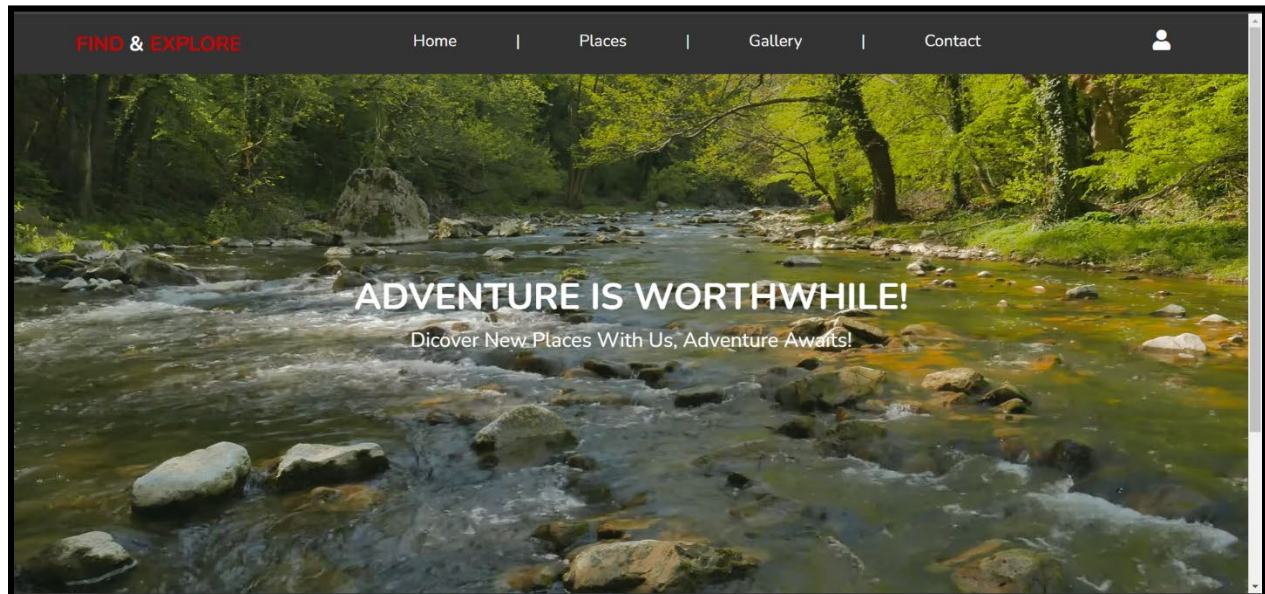 FIND & EXPLORE Home | Places | Gallery | Contact
ADVENTURE IS WORTHWHILE!
Dicover New Places With Us, Adventure Awaits!